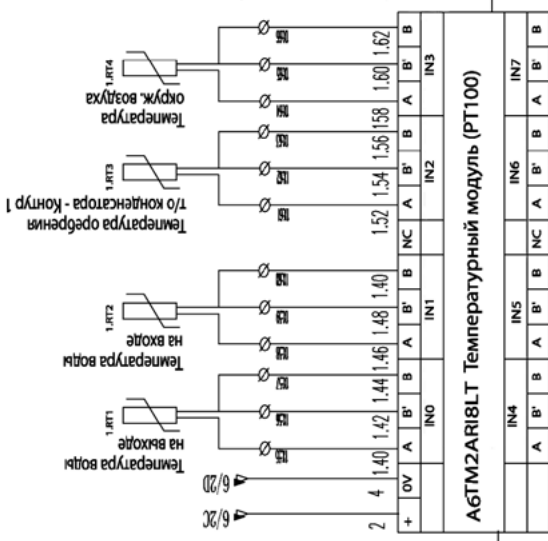 1.RT4
Температура
окруж. воздуха
1.RT3
Температура оребрения
т/о конденсатора - Контур 1
1.RT2
Температура воды
на входе
1.RT1
Температура воды
на выходе
6/2D
6/2C
2 4 1.40 1.42 1.44 1.46 1.48 1.40 1.52 1.54 1.56 158 1.60 1.62
+ 0V A B' B A B' B NC A B' B A B' B
IN0 IN1 IN2 IN3
A6TM2ARI8LT Температурный модуль (PT100)
IN4 IN5 IN6 IN7
A B' B A B' B NC A B' B A B' B